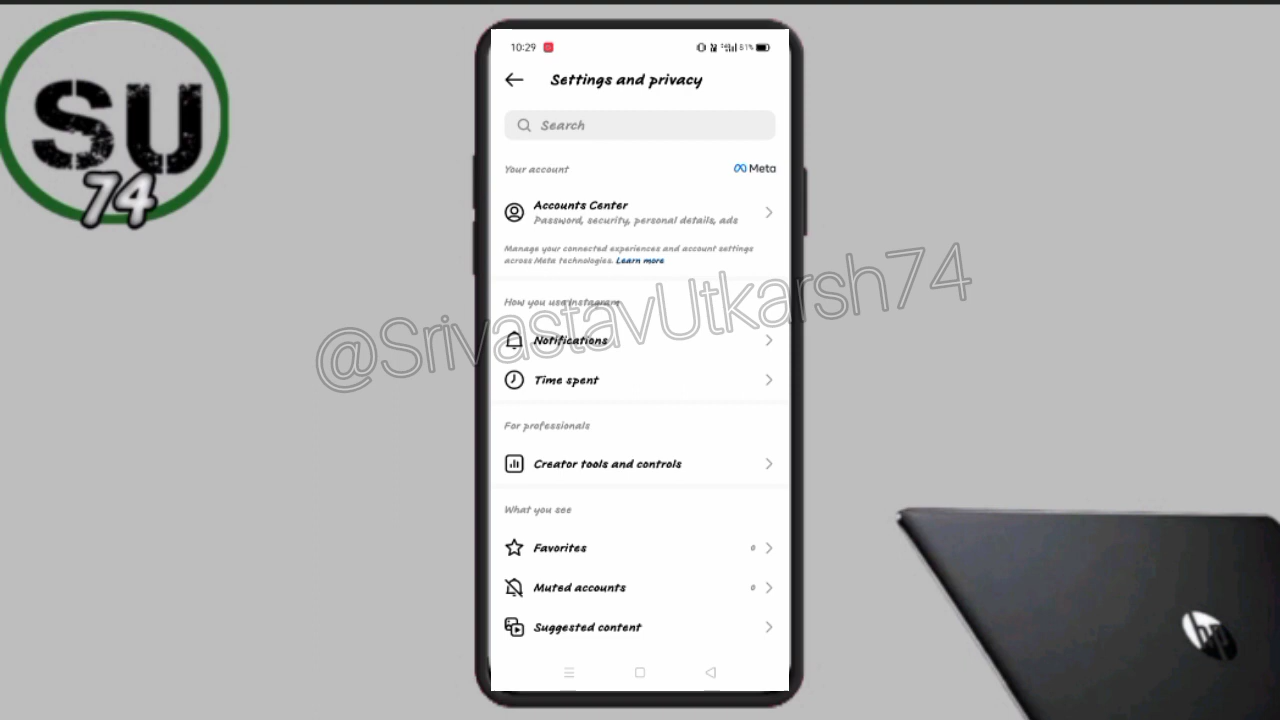 SU
74
10:29
81%
Settings and privacy
Search
Your account
Meta
Accounts Center
Password, security, personal details, ads
Manage your connected experiences and account settings
across Meta technologies. Learn more
How you use Instagram
@SrivastavUtkarsh74
Notifications
Time spent
For professionals
Creator tools and controls
What you see
Favorites 0
Muted accounts 0
Suggested content
hp